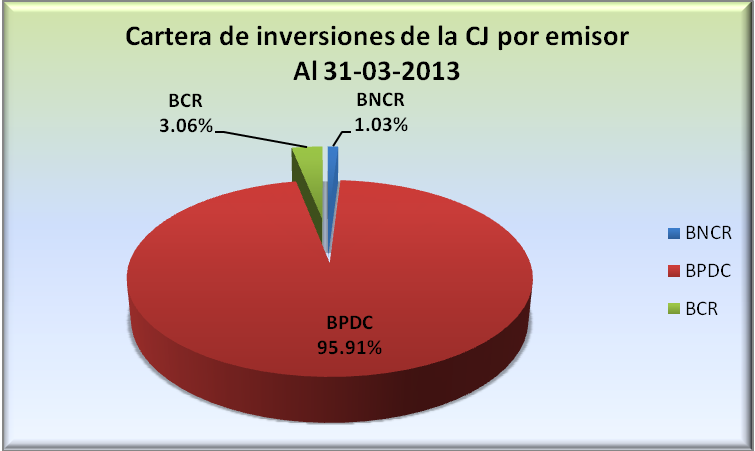 Cartera de inversiones de la CJ por emisor
Al 31-03-2013
BCR
3.06%
BNCR
1.03%
BPDC
95.91%
BNCR
BPDC
BCR